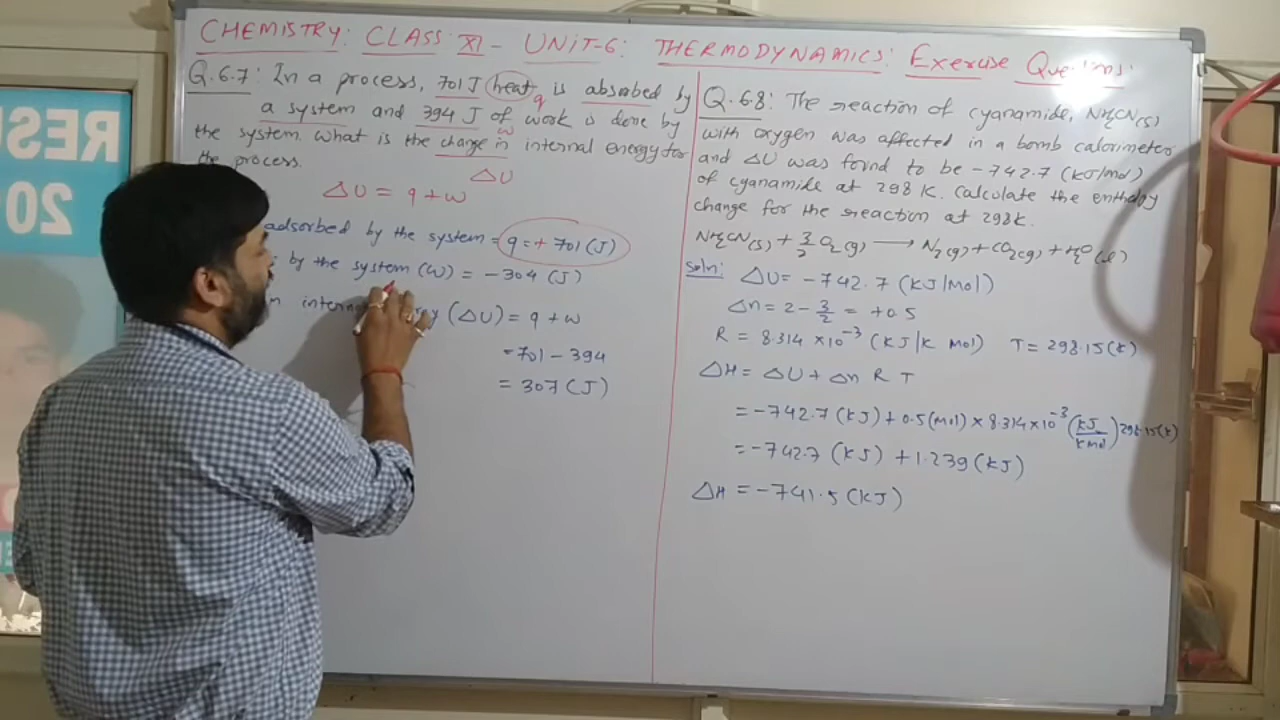 CHEMISTRY: CLASS XI - UNIT-6: THERMODYNAMICS: Exercise Questions:
Q.6.7: In a process, 701 J heat is absorbed by
q
a system and 394 J of work is done by
w
the system. What is the change in internal energy for
the process.
ΔU
ΔU = q + w
adsorbed by the system = q = + 701 (J)
by the system (W) = - 304 (J)
(ΔU) = q + w
= 701 - 394
= 307 (J)
Q.6.8: The reaction of cyanamide, NH2CN(s)
with oxygen was affected in a bomb calorimeter
and ΔU was found to be -742.7 (KJ/mol)
of cyanamide at 298 K. Calculate the enthalpy
change for the reaction at 298K.
NH2CN(s) + 3/2 O2(g) → N2(g) + CO2(g) + H2O(l)
Soln: ΔU = -742.7 (KJ/Mol)
Δn = 2 - 3/2 = +0.5
R = 8.314 × 10⁻³ (KJ/K Mol) T = 298.15 (K)
ΔH = ΔU + Δn R T
= -742.7 (KJ) + 0.5 (Mol) × 8.314 × 10⁻³ (KJ/K Mol) 298.15 (K)
= -742.7 (KJ) + 1.239 (KJ)
ΔH = -741.5 (KJ)
RESU
20